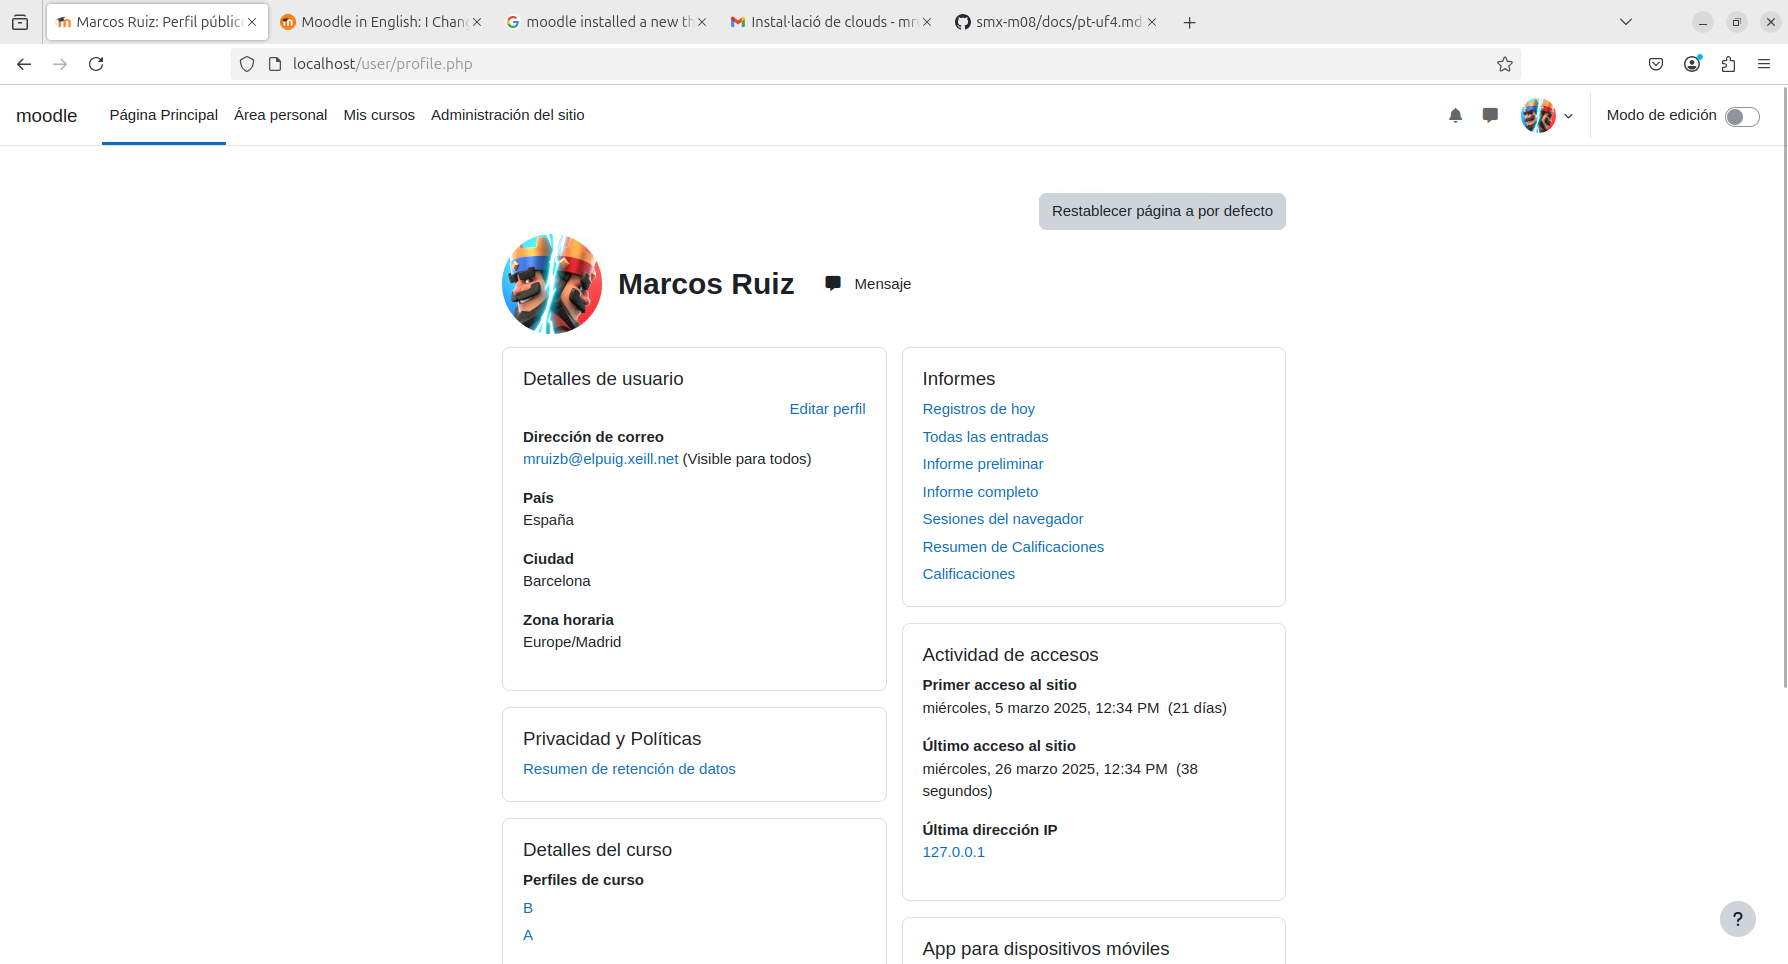 Marcos Ruiz: Perfil públic
Moodle in English: I Chan
moodle installed a new th
Instal·lació de clouds - mr
smx-m08/docs/pt-uf4.md
localhost/user/profile.php
moodle
Página Principal
Área personal
Mis cursos
Administración del sitio
Modo de edición
Restablecer página a por defecto
Marcos Ruiz
Mensaje
Detalles de usuario
Editar perfil
Dirección de correo
mruizb@elpuig.xeill.net (Visible para todos)
País
España
Ciudad
Barcelona
Zona horaria
Europe/Madrid
Privacidad y Políticas
Resumen de retención de datos
Detalles del curso
Perfiles de curso
B
A
Informes
Registros de hoy
Todas las entradas
Informe preliminar
Informe completo
Sesiones del navegador
Resumen de Calificaciones
Calificaciones
Actividad de accesos
Primer acceso al sitio
miércoles, 5 marzo 2025, 12:34 PM (21 días)
Último acceso al sitio
miércoles, 26 marzo 2025, 12:34 PM (38
segundos)
Última dirección IP
127.0.0.1
App para dispositivos móviles
?